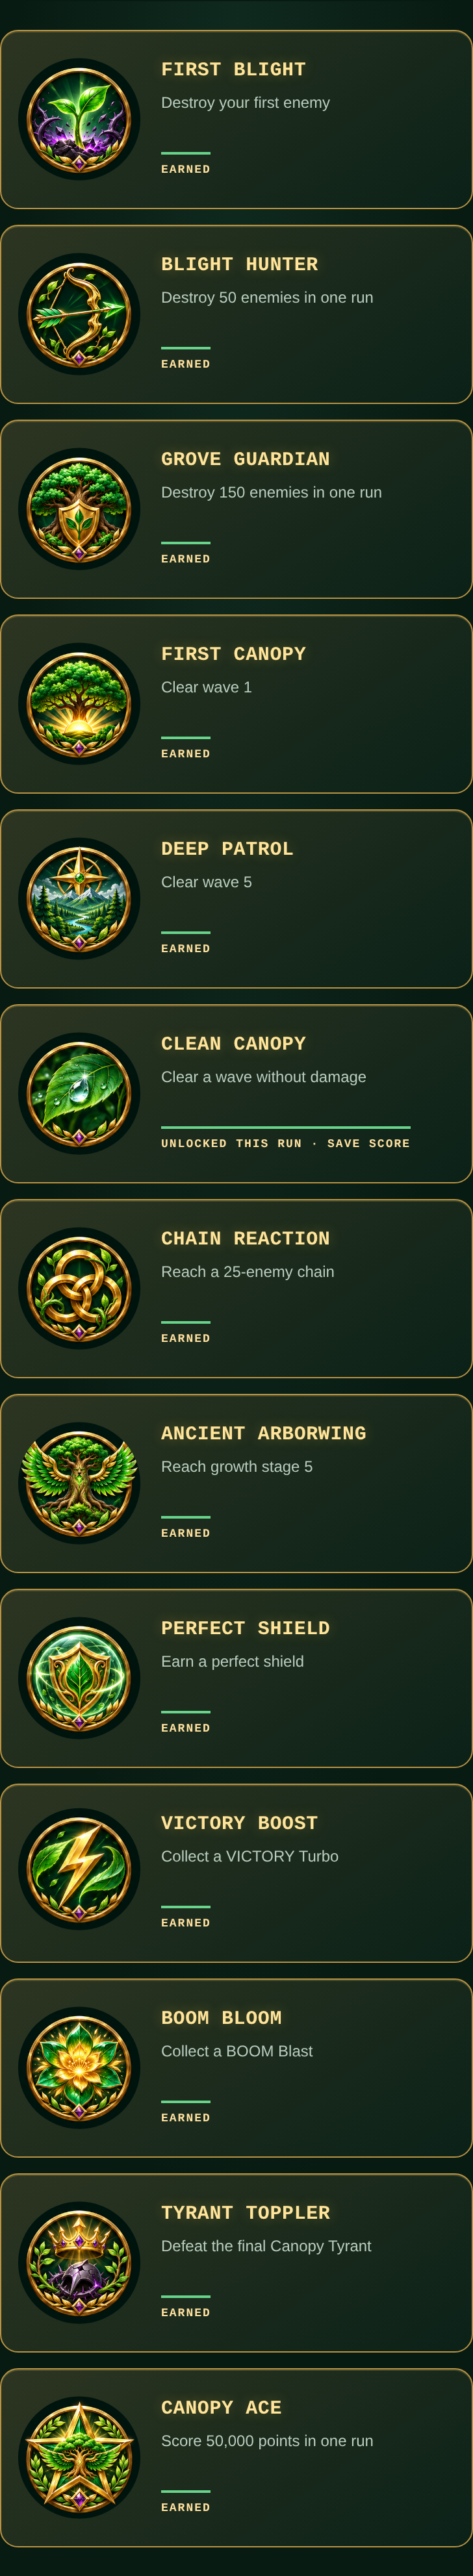 FIRST BLIGHT
Destroy your first enemy
EARNED
BLIGHT HUNTER
Destroy 50 enemies in one run
EARNED
GROVE GUARDIAN
Destroy 150 enemies in one run
EARNED
FIRST CANOPY
Clear wave 1
EARNED
DEEP PATROL
Clear wave 5
EARNED
CLEAN CANOPY
Clear a wave without damage
UNLOCKED THIS RUN · SAVE SCORE
CHAIN REACTION
Reach a 25-enemy chain
EARNED
ANCIENT ARBORWING
Reach growth stage 5
EARNED
PERFECT SHIELD
Earn a perfect shield
EARNED
VICTORY BOOST
Collect a VICTORY Turbo
EARNED
BOOM BLOOM
Collect a BOOM Blast
EARNED
TYRANT TOPPLER
Defeat the final Canopy Tyrant
EARNED
CANOPY ACE
Score 50,000 points in one run
EARNED